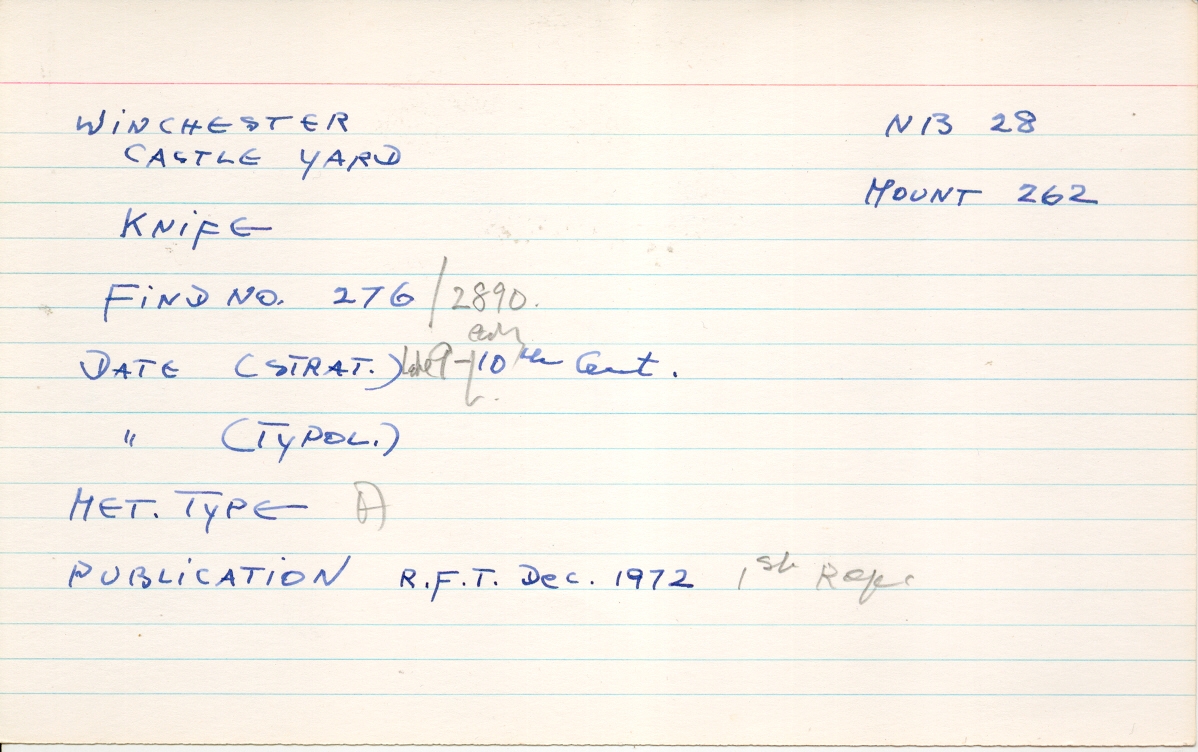 WINCHESTER NB 28
CASTLE YARD
MOUNT 262
KNIFE
FIND NO. 276 / 2890.
early
DATE (STRAT.) late 9 - 10th Cent.
" (TYPOL.)
MET. TYPE A
PUBLICATION R.F.T. Dec. 1972 1st